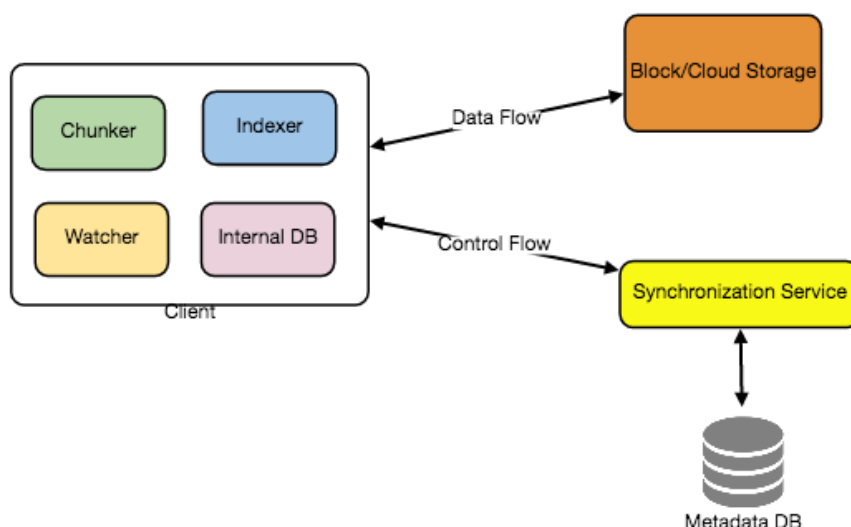 Block/Cloud Storage
Chunker
Indexer
Data Flow
Watcher
Internal DB
Control Flow
Client
Synchronization Service
Metadata DB